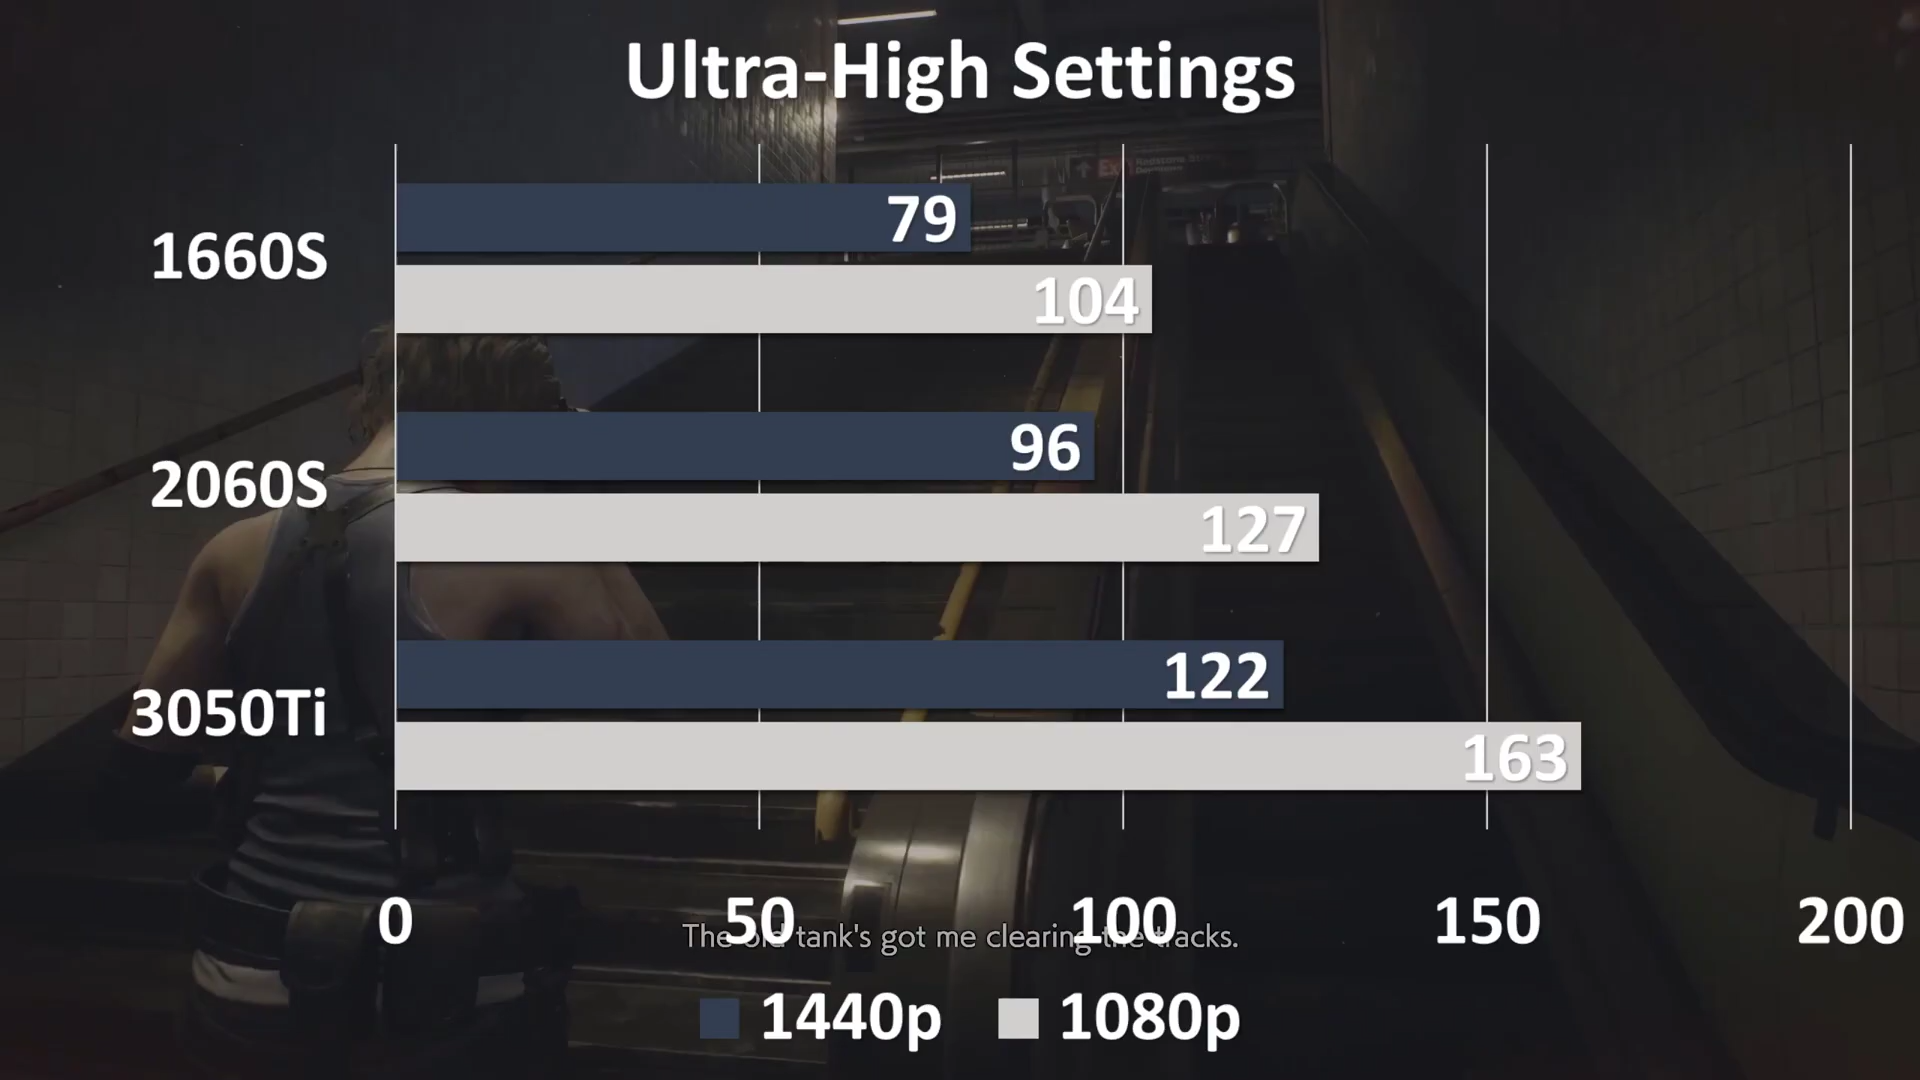 Ultra-High Settings
1660S
79
104
2060S
96
127
3050Ti
122
163
0 50 100 150 200
The old tank's got me clearing the tracks.
1440p 1080p